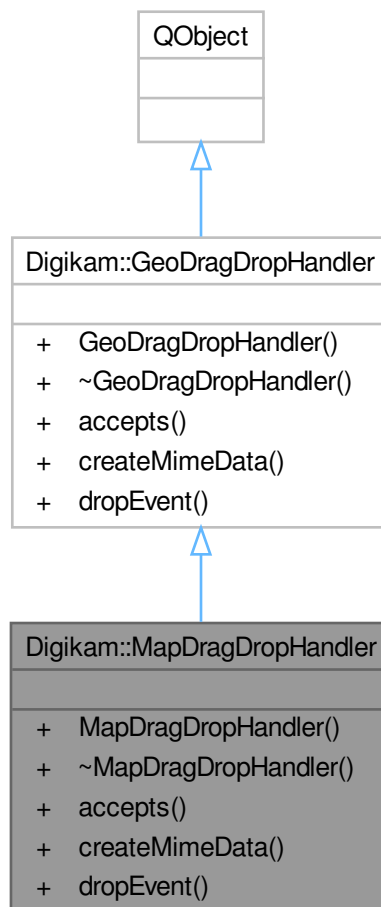 QObject
Digikam::GeoDragDropHandler
+ GeoDragDropHandler()
+ ~GeoDragDropHandler()
+ accepts()
+ createMimeData()
+ dropEvent()
Digikam::MapDragDropHandler
+ MapDragDropHandler()
+ ~MapDragDropHandler()
+ accepts()
+ createMimeData()
+ dropEvent()